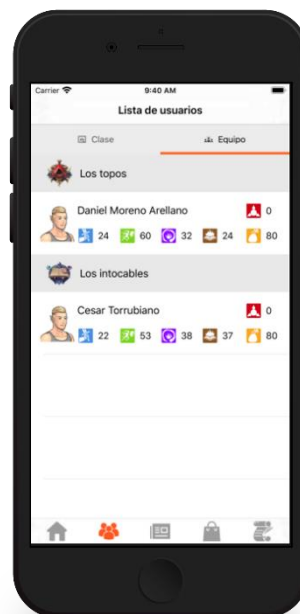 Carrier 9:40 AM
Lista de usuarios
Clase Equipo
Los topos
Daniel Moreno Arellano 0
24 60 32 24 80
Los intocables
Cesar Torrubiano 0
22 53 38 37 80